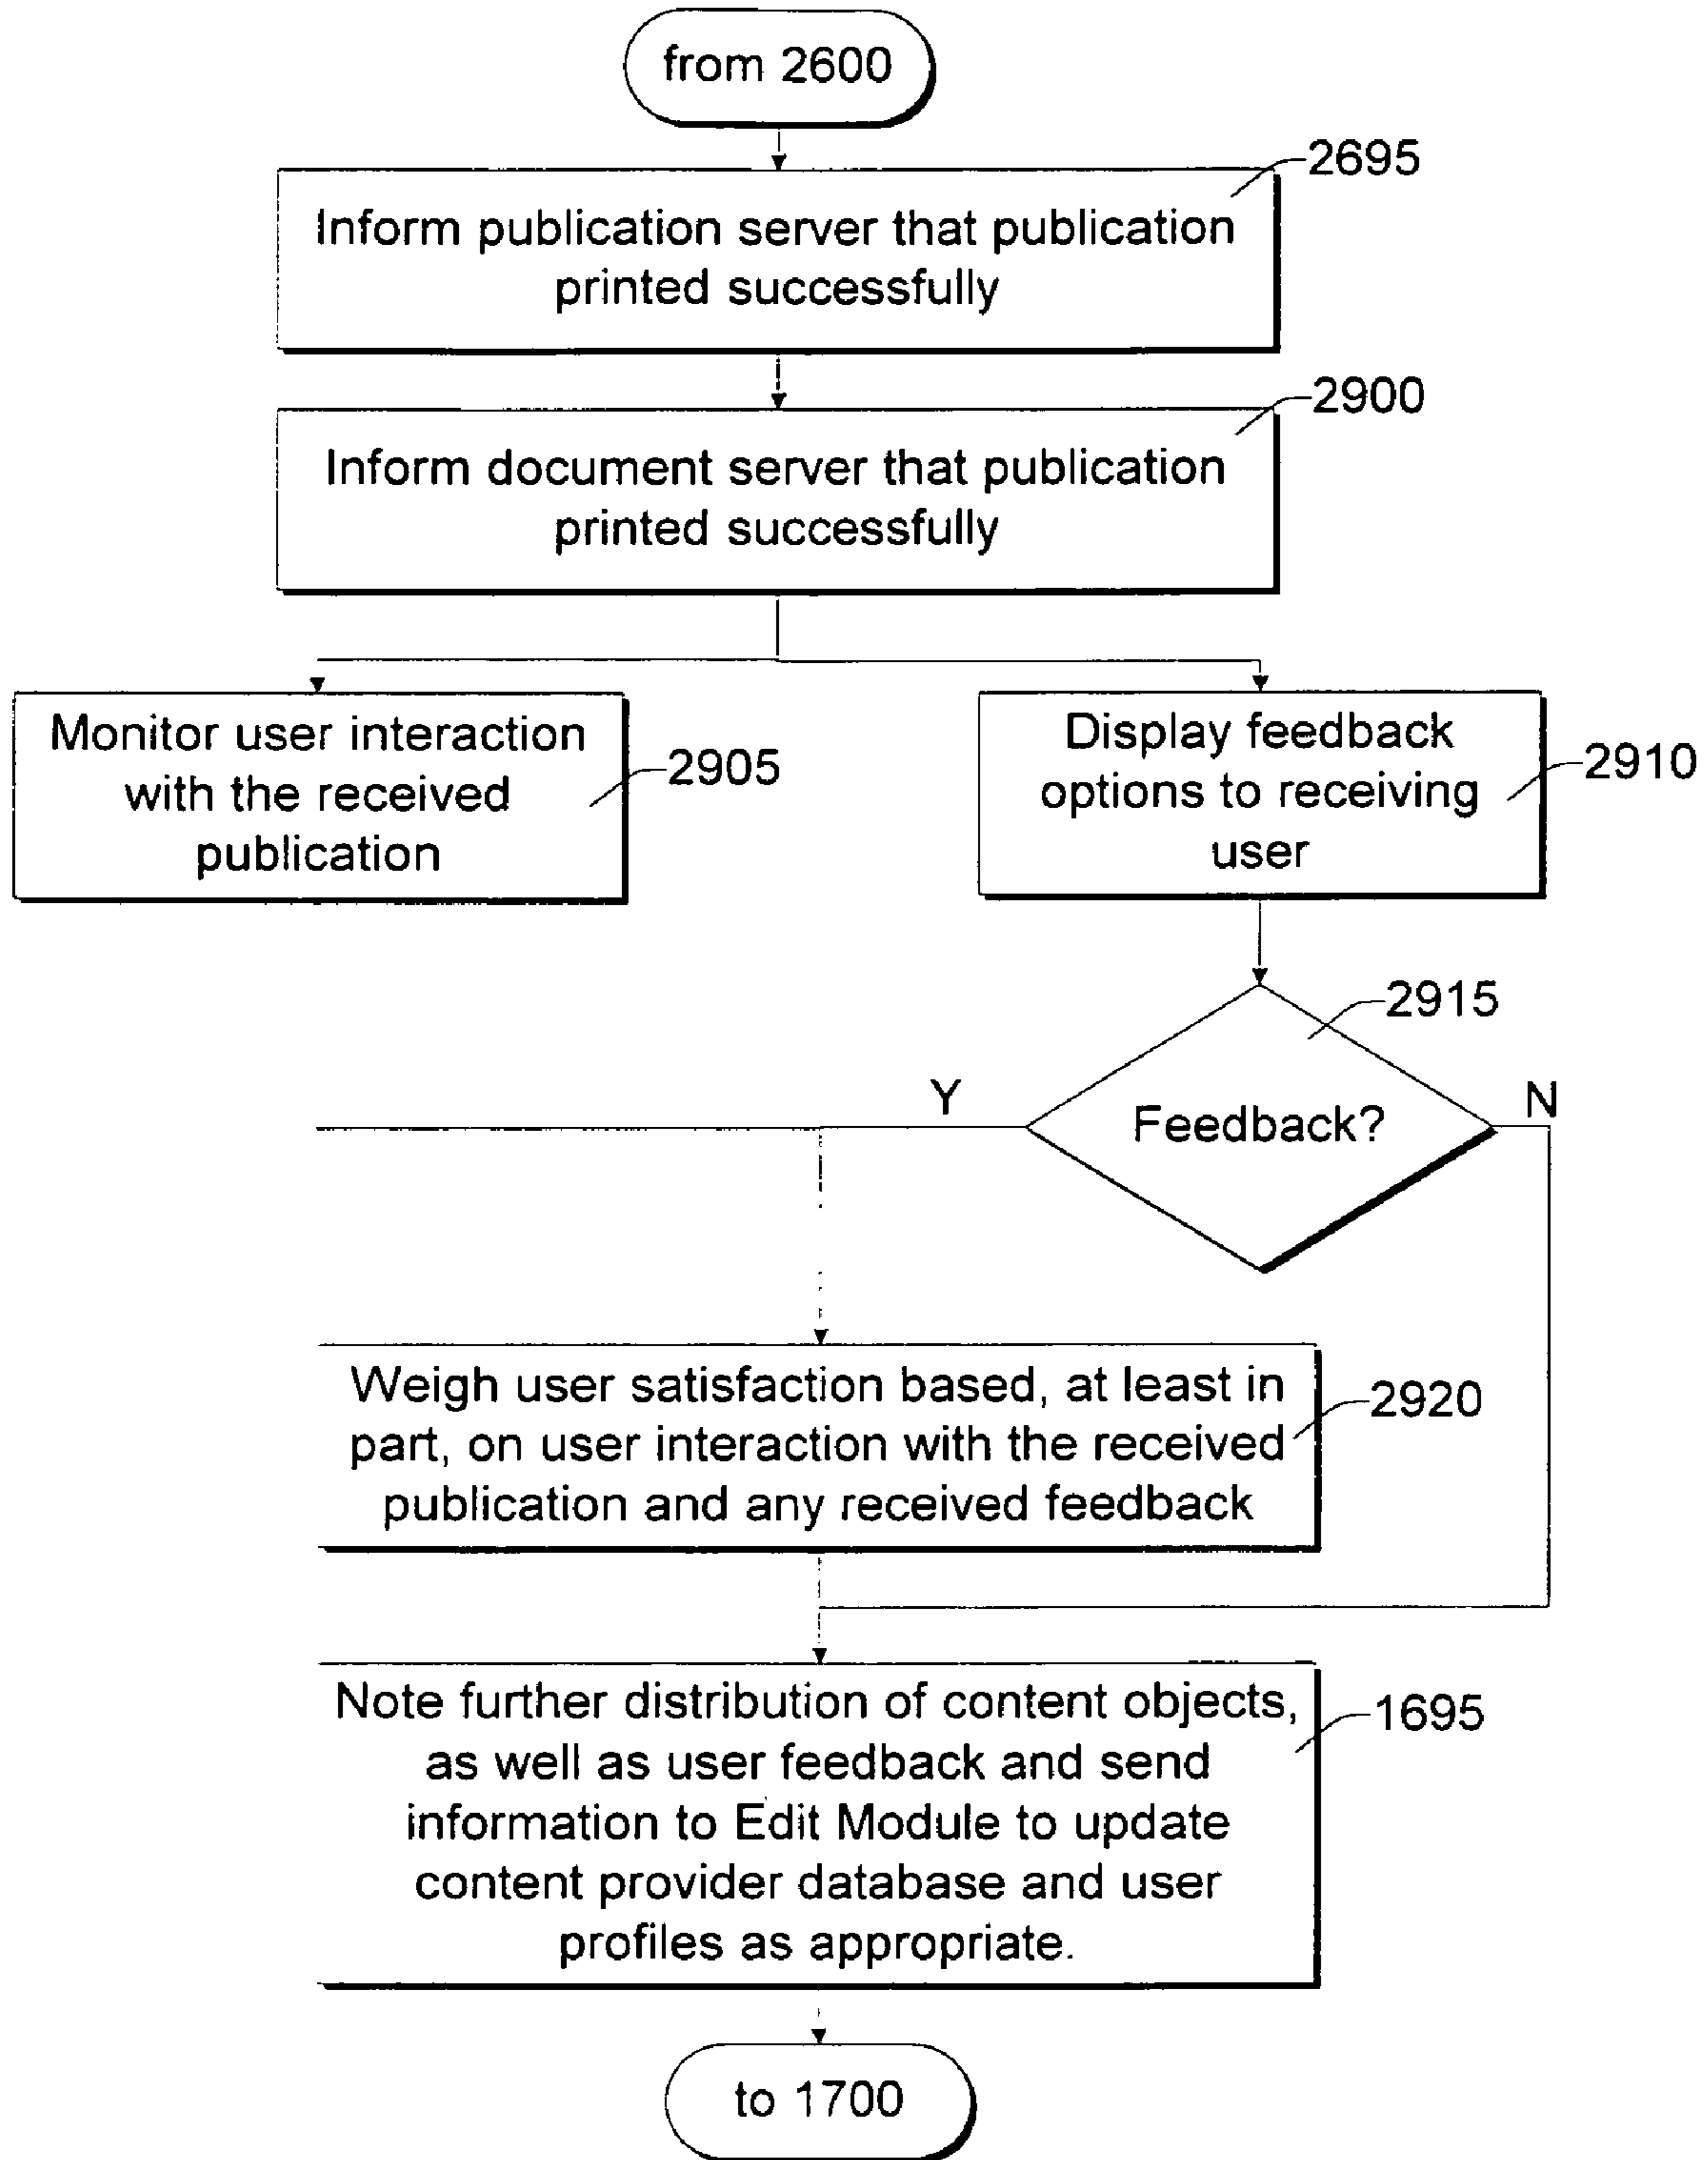 from 2600
2695
Inform publication server that publication
printed successfully
2900
Inform document server that publication
printed successfully
Monitor user interaction
with the received
publication
2905
Display feedback
options to receiving
user
2910
2915
Y
Feedback?
N
Weigh user satisfaction based, at least in
part, on user interaction with the received
publication and any received feedback
2920
Note further distribution of content objects,
as well as user feedback and send
information to Edit Module to update
content provider database and user
profiles as appropriate.
1695
to 1700